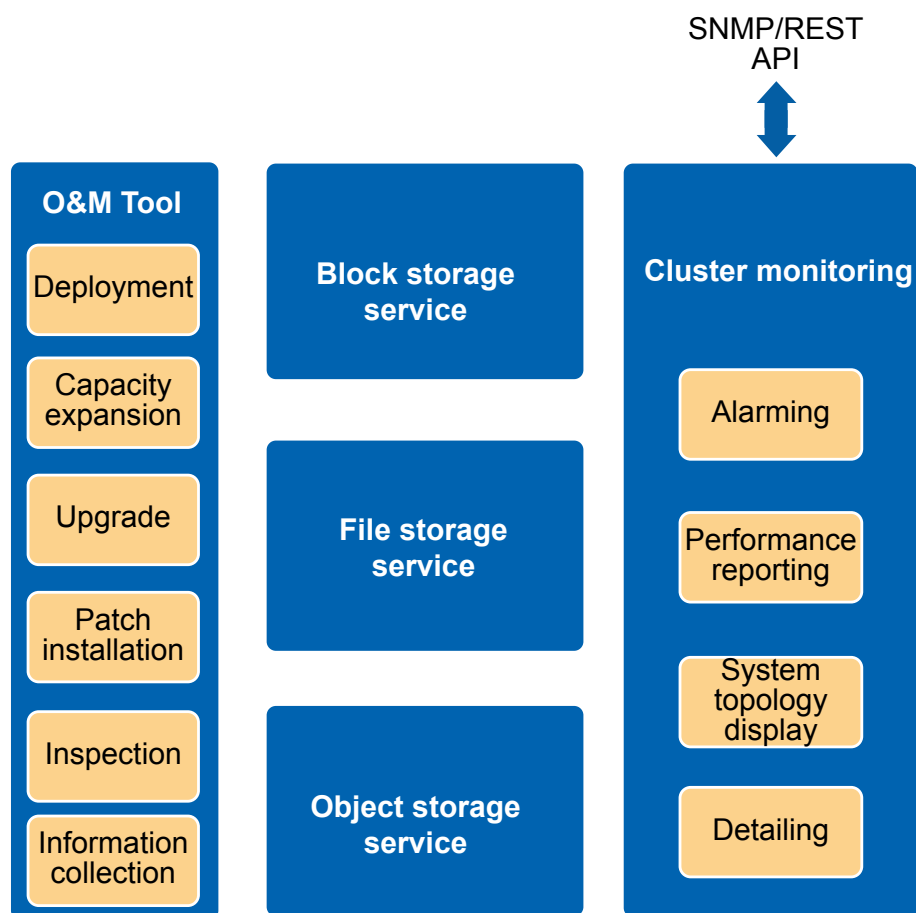 SNMP/REST
API
O&M Tool
Deployment
Capacity
expansion
Upgrade
Patch
installation
Inspection
Information
collection
Block storage
service
File storage
service
Object storage
service
Cluster monitoring
Alarming
Performance
reporting
System
topology
display
Detailing